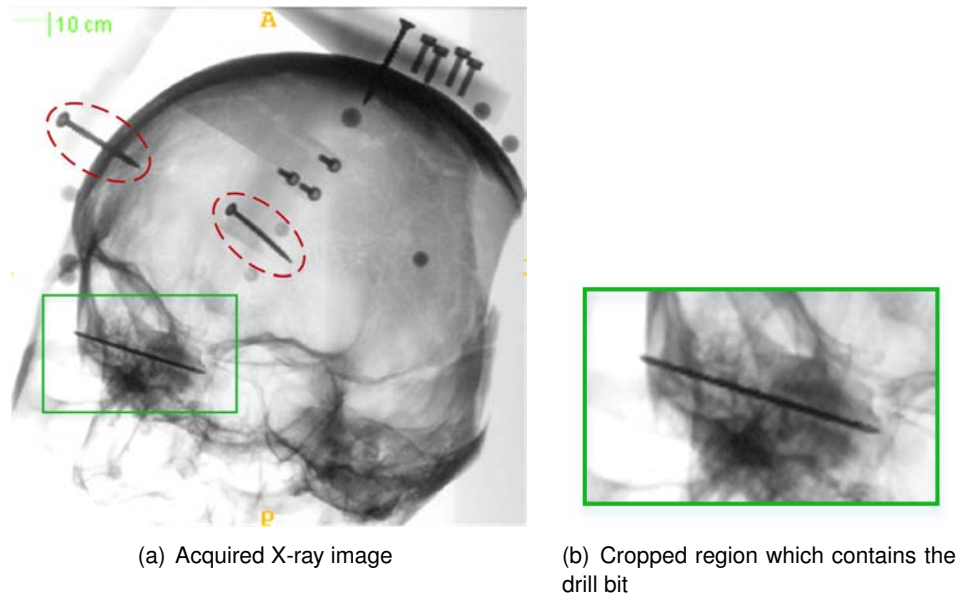 10 cm
A
P
(a) Acquired X-ray image
(b) Cropped region which contains the
drill bit